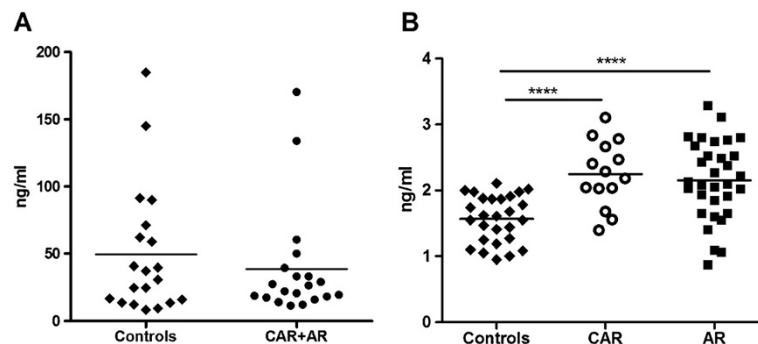 A
ng/ml
200
150
100
50
0
Controls
CAR+AR
B
ng/ml
4
3
2
1
0
****
****
Controls
CAR
AR